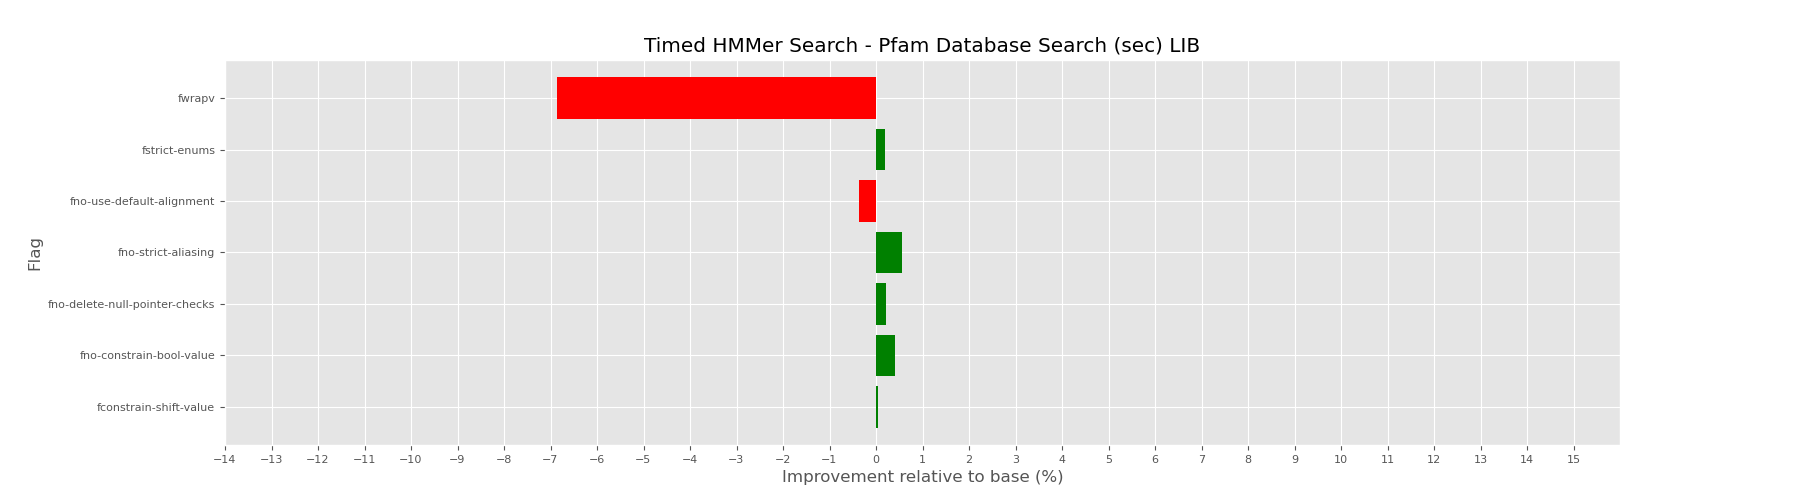 Timed HMMer Search - Pfam Database Search (sec) LIB
Flag
fwrapv
fstrict-enums
fno-use-default-alignment
fno-strict-aliasing
fno-delete-null-pointer-checks
fno-constrain-bool-value
fconstrain-shift-value
−14 −13 −12 −11 −10 −9 −8 −7 −6 −5 −4 −3 −2 −1 0 1 2 3 4 5 6 7 8 9 10 11 12 13 14 15
Improvement relative to base (%)